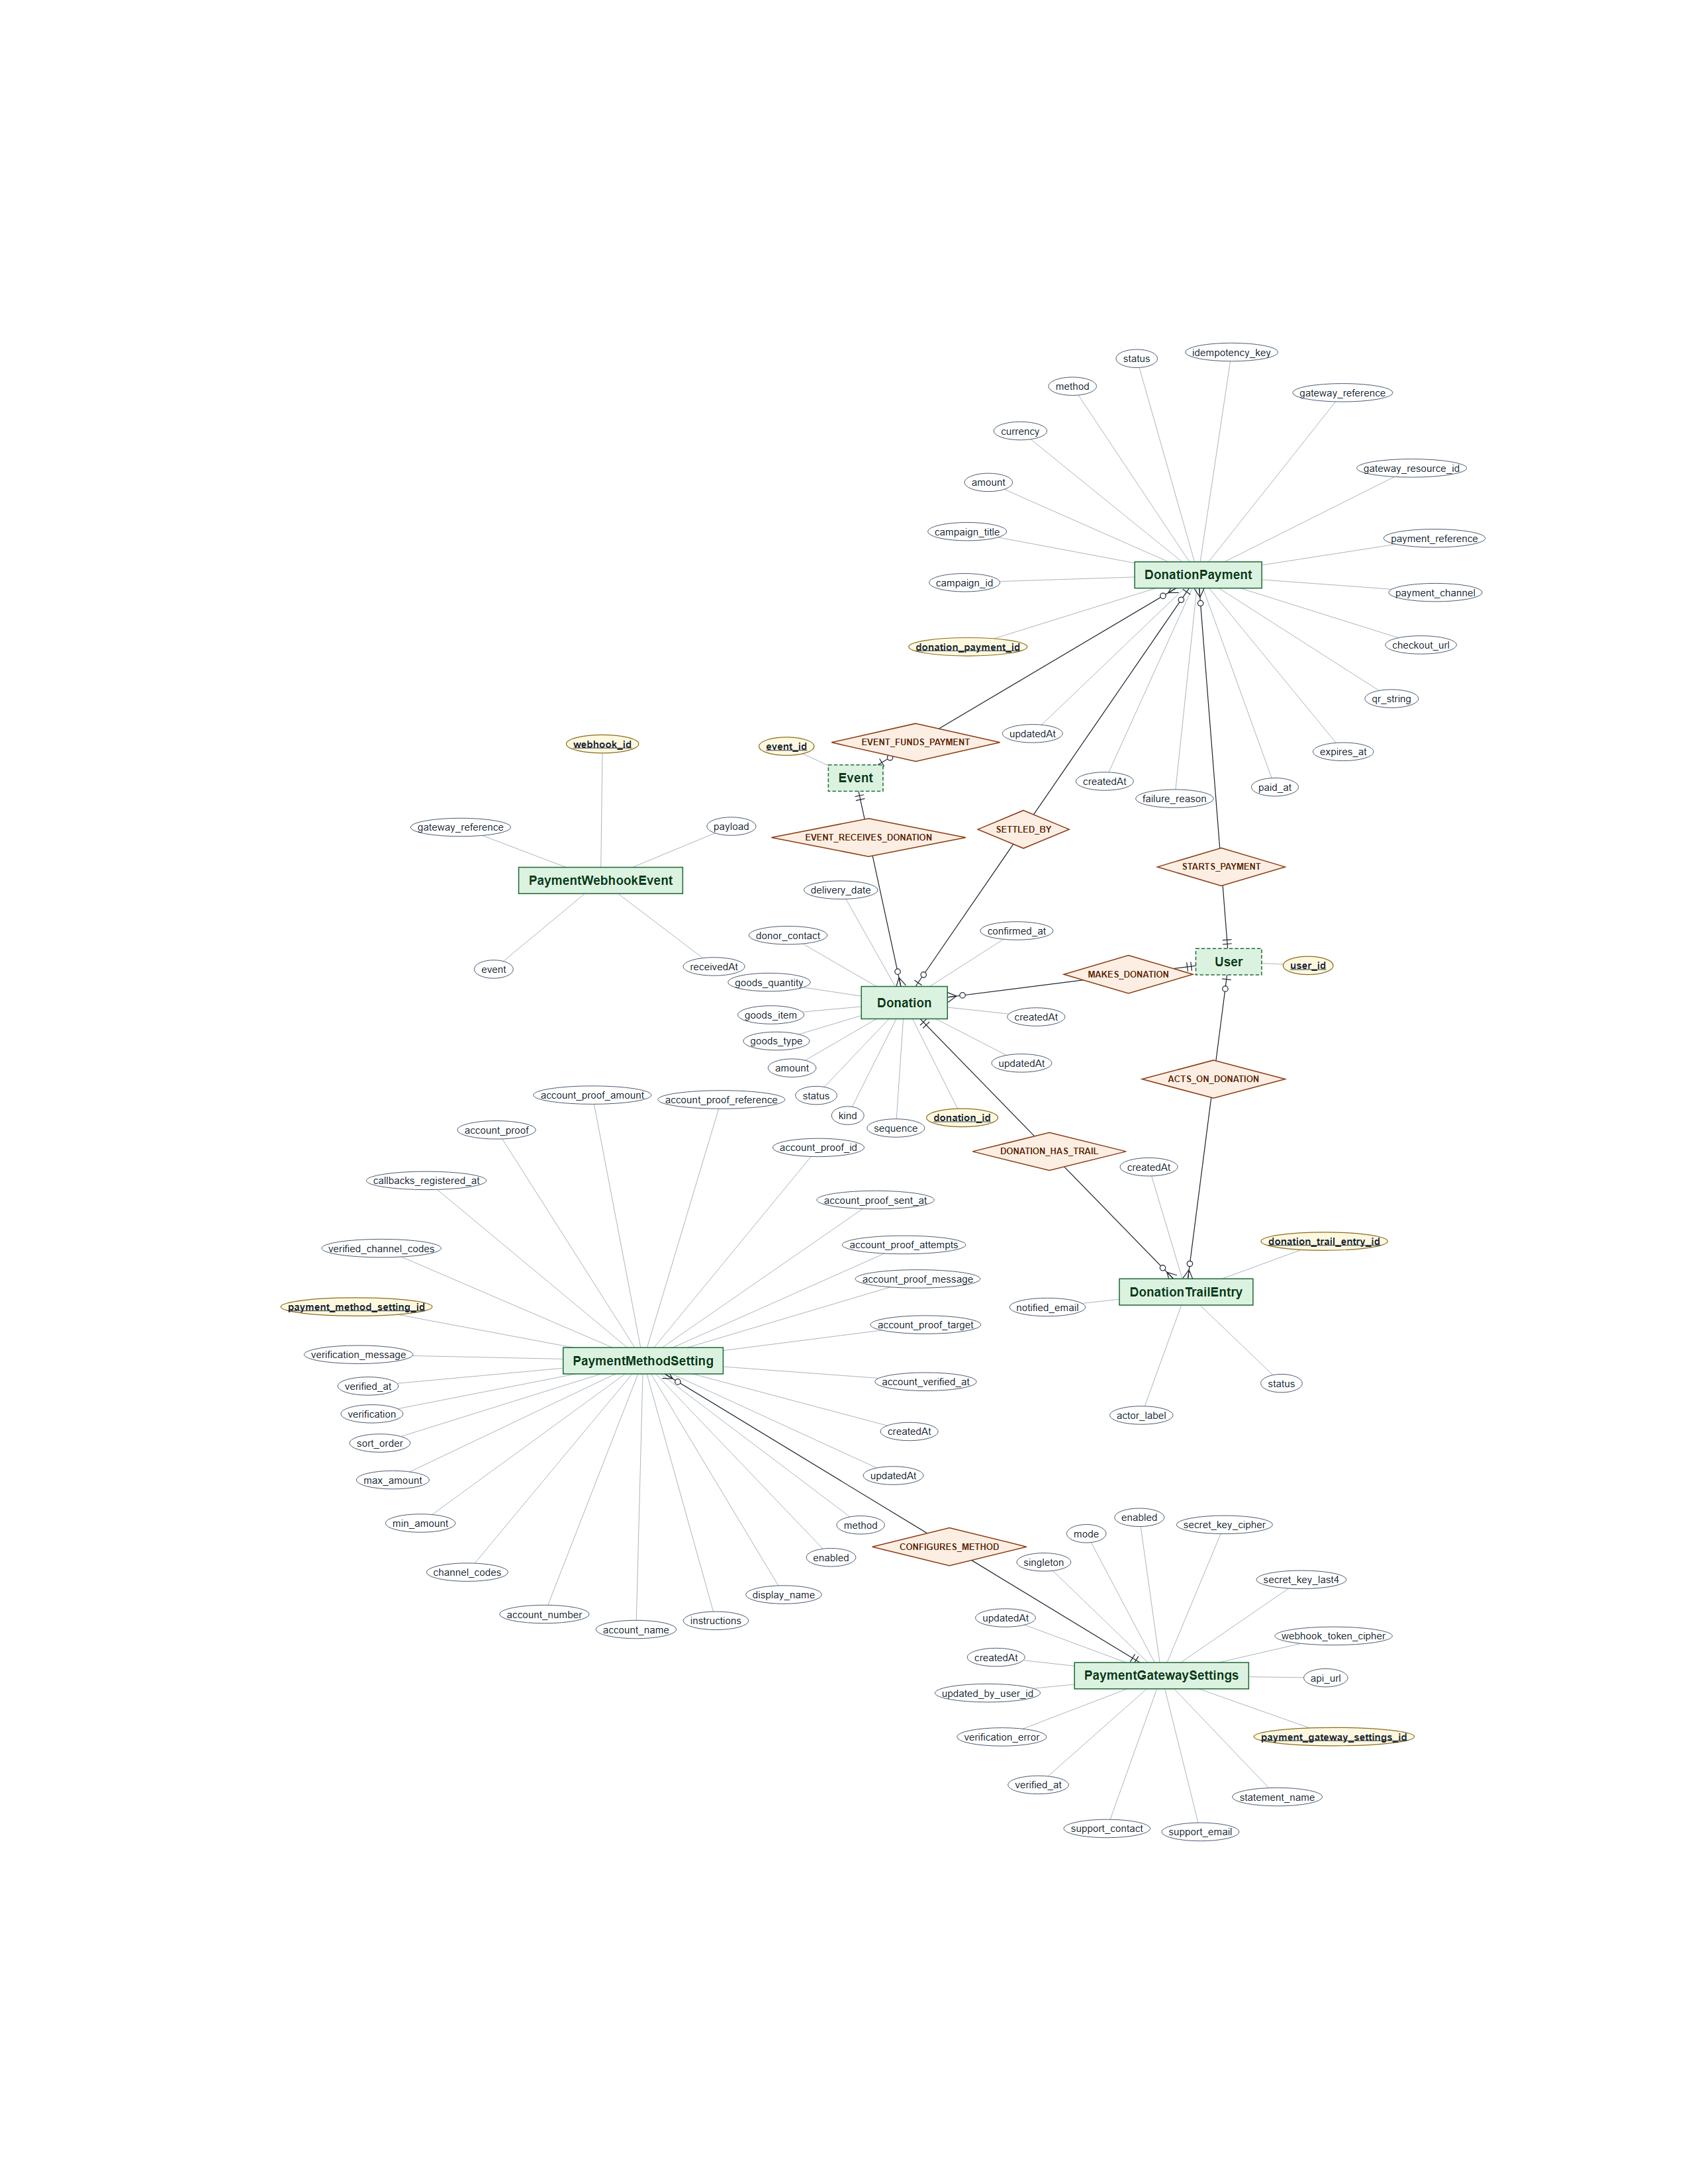 idempotency_key
status
method
gateway_reference
currency
gateway_resource_id
amount
campaign_title
payment_reference
DonationPayment
campaign_id
payment_channel
donation_payment_id
checkout_url
qr_string
updatedAt
EVENT_FUNDS_PAYMENT
webhook_id
event_id
expires_at
Event
createdAt
paid_at
failure_reason
gateway_reference
payload
SETTLED_BY
EVENT_RECEIVES_DONATION
STARTS_PAYMENT
PaymentWebhookEvent
delivery_date
confirmed_at
donor_contact
User
user_id
event
receivedAt
MAKES_DONATION
goods_quantity
Donation
goods_item
createdAt
goods_type
updatedAt
amount
ACTS_ON_DONATION
account_proof_amount
status
account_proof_reference
kind
donation_id
sequence
account_proof
account_proof_id
DONATION_HAS_TRAIL
createdAt
callbacks_registered_at
account_proof_sent_at
donation_trail_entry_id
account_proof_attempts
verified_channel_codes
account_proof_message
DonationTrailEntry
payment_method_setting_id
notified_email
account_proof_target
verification_message
PaymentMethodSetting
account_verified_at
status
verified_at
verification
actor_label
createdAt
sort_order
updatedAt
max_amount
enabled
min_amount
method
secret_key_cipher
mode
CONFIGURES_METHOD
enabled
singleton
channel_codes
secret_key_last4
display_name
account_number
updatedAt
instructions
account_name
webhook_token_cipher
createdAt
PaymentGatewaySettings
api_url
updated_by_user_id
verification_error
payment_gateway_settings_id
verified_at
statement_name
support_contact
support_email